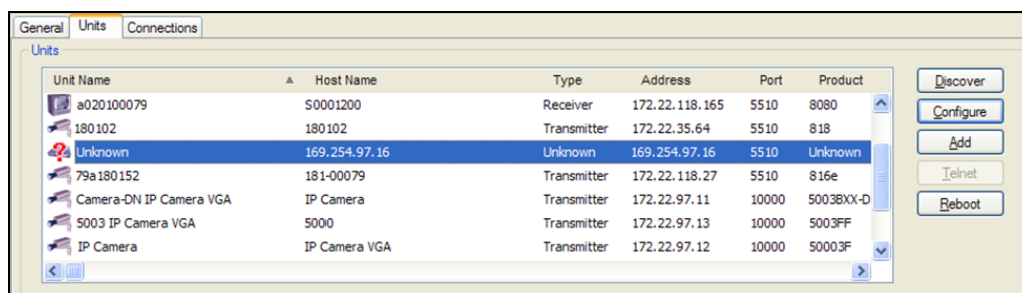 General Units Connections
Units
Unit Name Host Name Type Address Port Product
a020100079 S0001200 Receiver 172.22.118.165 5510 8080
180102 180102 Transmitter 172.22.35.64 5510 818
Unknown 169.254.97.16 Unknown 169.254.97.16 5510 Unknown
79a180152 181-00079 Transmitter 172.22.118.27 5510 816e
Camera-DN IP Camera VGA IP Camera Transmitter 172.22.97.11 10000 5003BXX-D
5003 IP Camera VGA 5000 Transmitter 172.22.97.13 10000 5003FF
IP Camera IP Camera VGA Transmitter 172.22.97.12 10000 50003F
Discover
Configure
Add
Telnet
Reboot